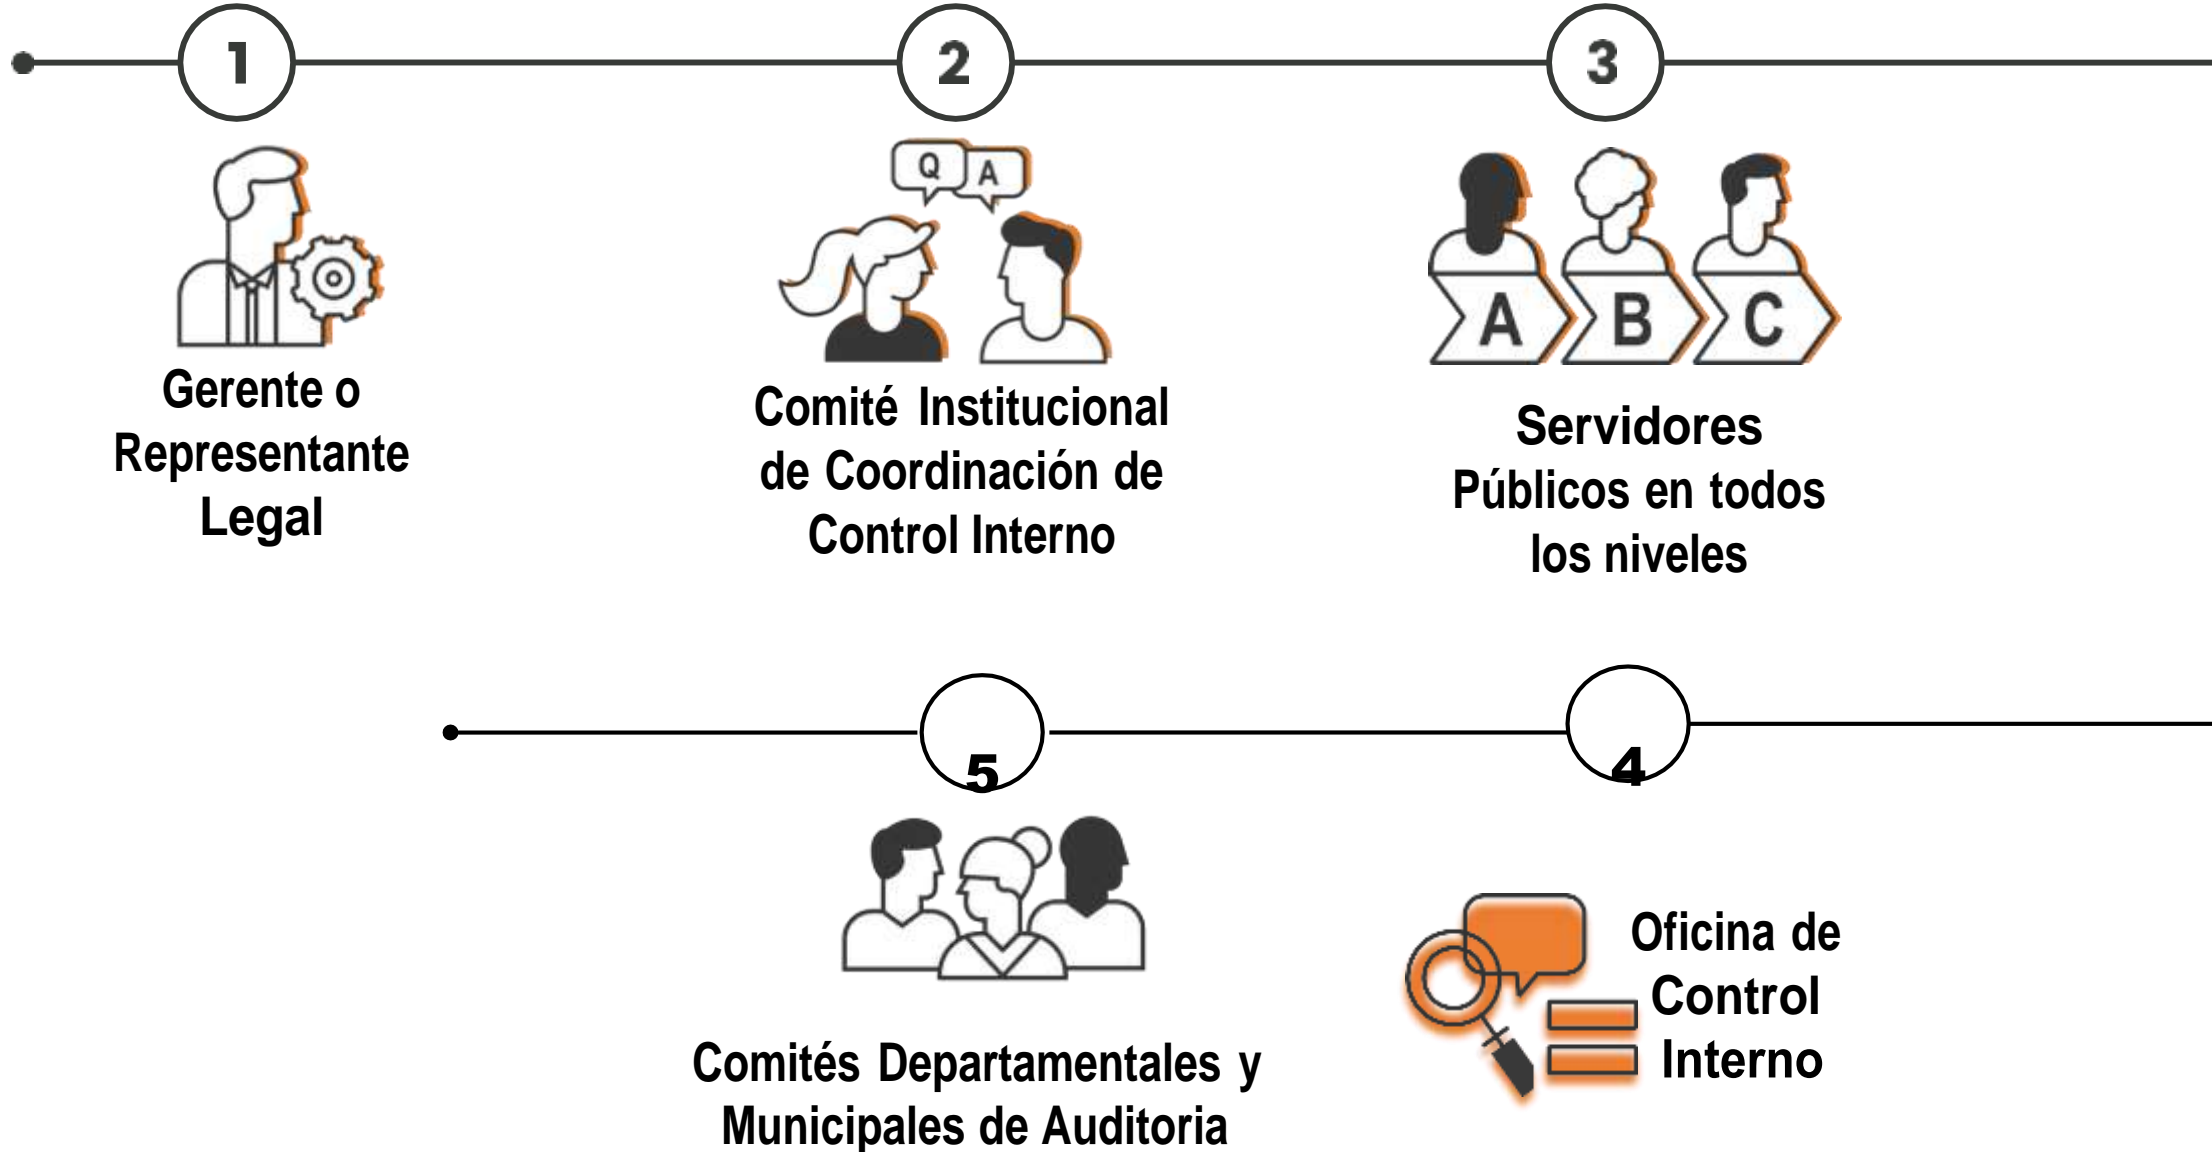 1
2
3
Q A
A B C
Gerente o
Representante
Legal
Comité Institucional
de Coordinación de
Control Interno
Servidores
Públicos en todos
los niveles
5
4
Oficina de
Control
Interno
Comités Departamentales y
Municipales de Auditoria